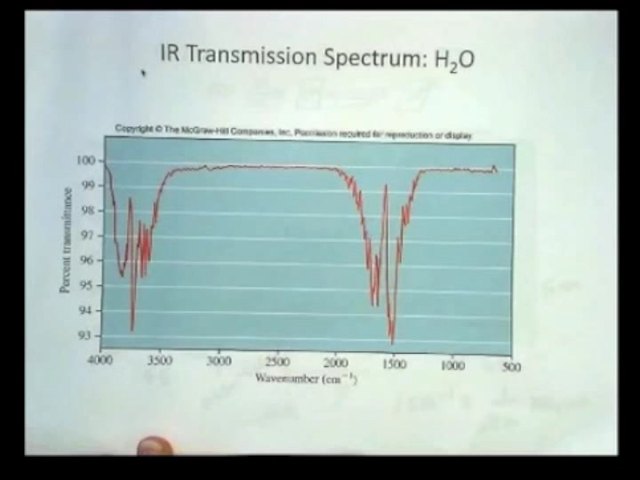 IR Transmission Spectrum: H₂O
Copyright © The McGraw-Hill Companies, Inc. Permission required for reproduction or display
100
99
98
97
96
95
94
93
Percent transmittance
4000 3500 3000 2500 2000 1500 1000 500
Wavenumber (cm⁻¹)